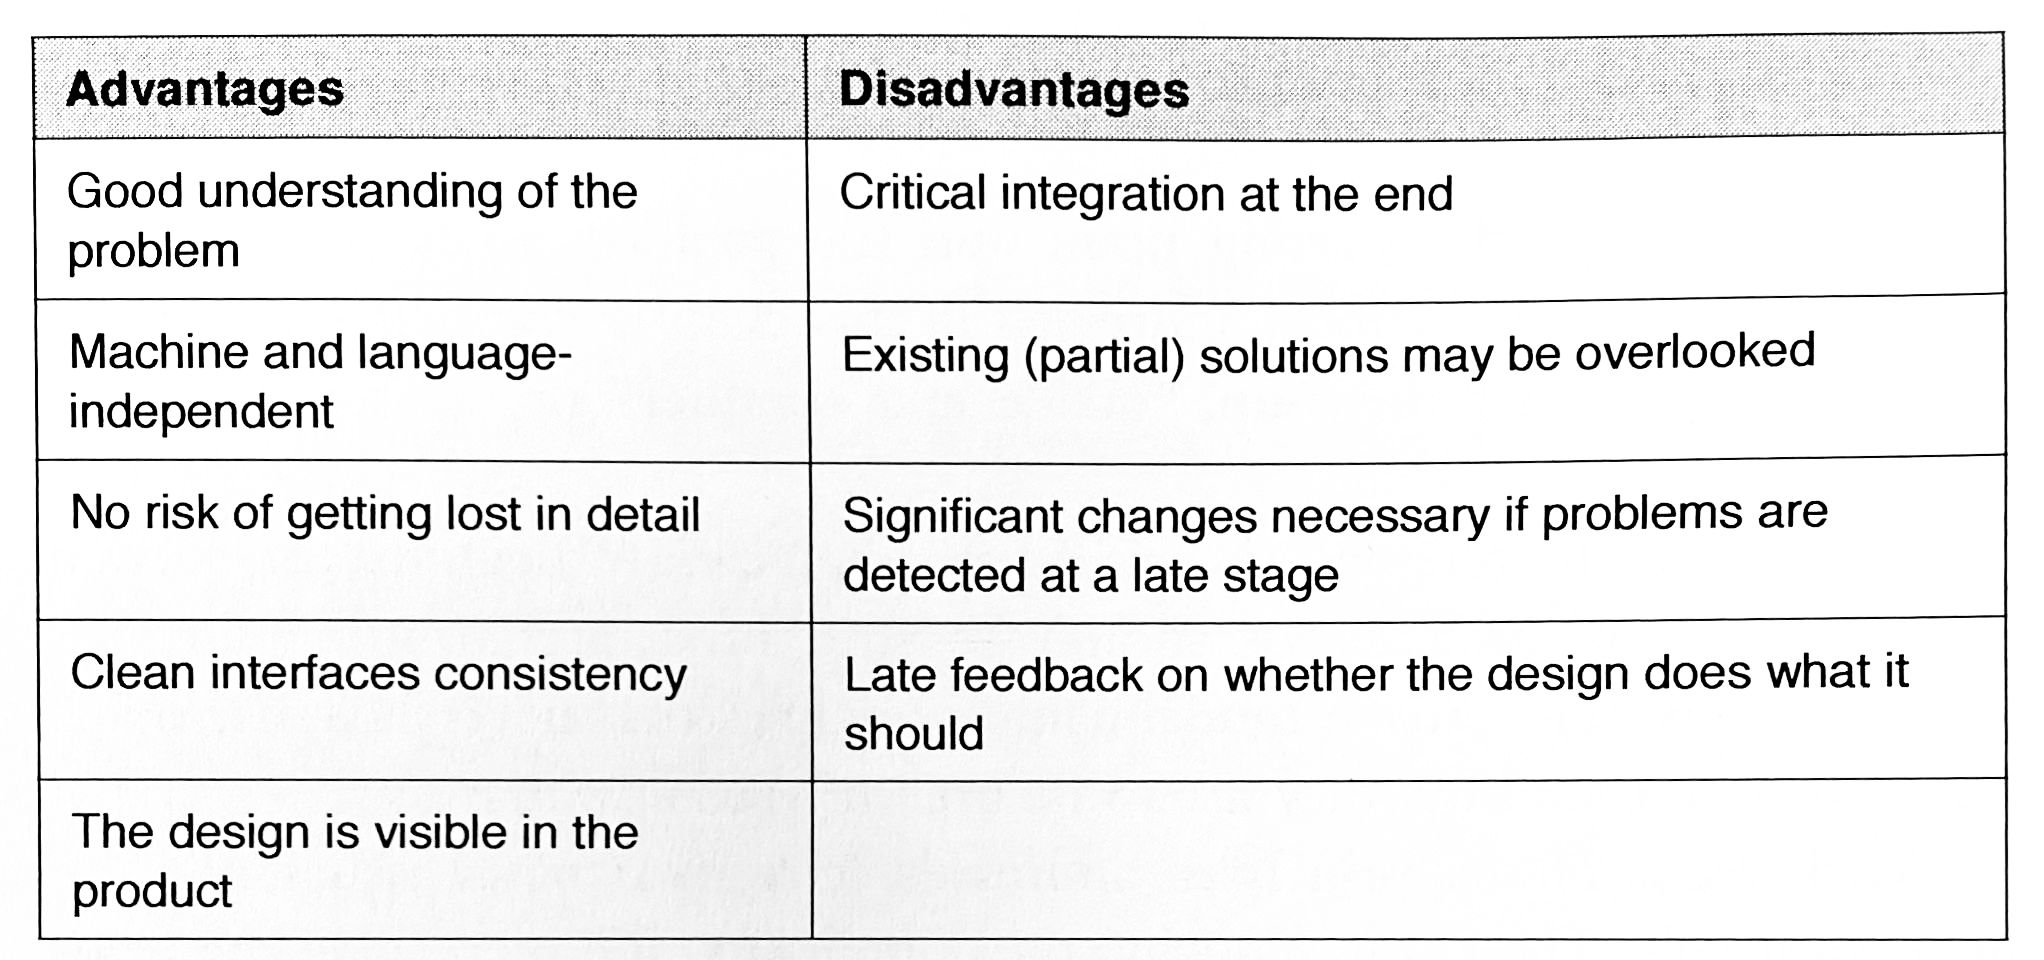 Advantages
Disadvantages
Good understanding of the
problem
Critical integration at the end
Machine and language-
independent
Existing (partial) solutions may be overlooked
No risk of getting lost in detail
Significant changes necessary if problems are
detected at a late stage
Clean interfaces consistency
Late feedback on whether the design does what it
should
The design is visible in the
product